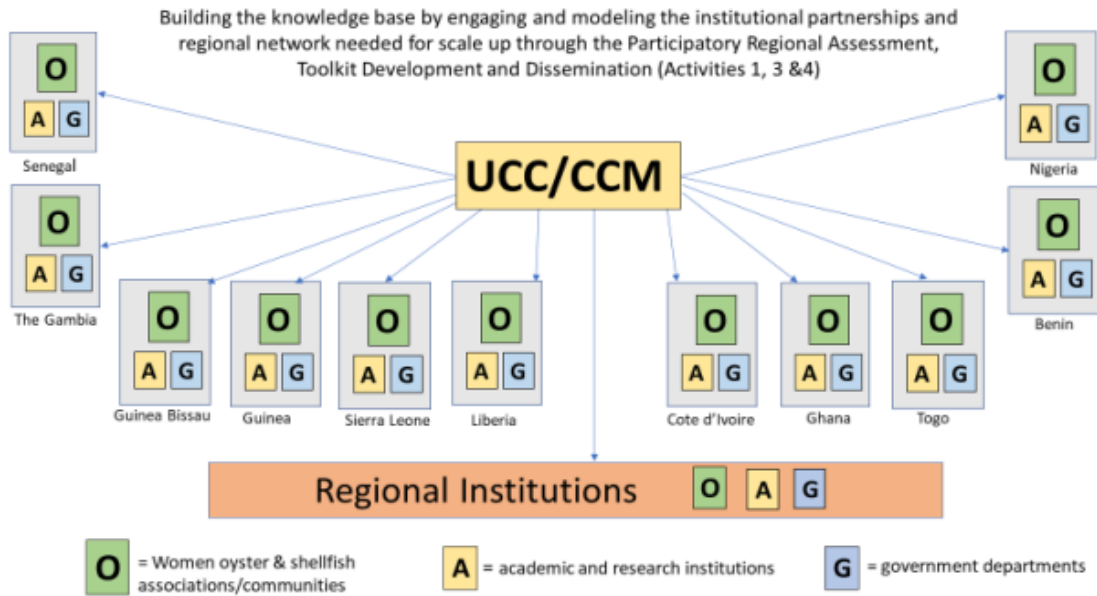 Building the knowledge base by engaging and modeling the institutional partnerships and
regional network needed for scale up through the Participatory Regional Assessment,
Toolkit Development and Dissemination (Activities 1, 3 &4)
O
A G
Senegal
O
A G
Nigeria
UCC/CCM
O
A G
The Gambia
O
A G
Benin
O
A G
Guinea Bissau
O
A G
Guinea
O
A G
Sierra Leone
O
A G
Liberia
O
A G
Cote d'Ivoire
O
A G
Ghana
O
A G
Togo
Regional Institutions O A G
O = Women oyster & shellfish
associations/communities
A = academic and research institutions
G = government departments